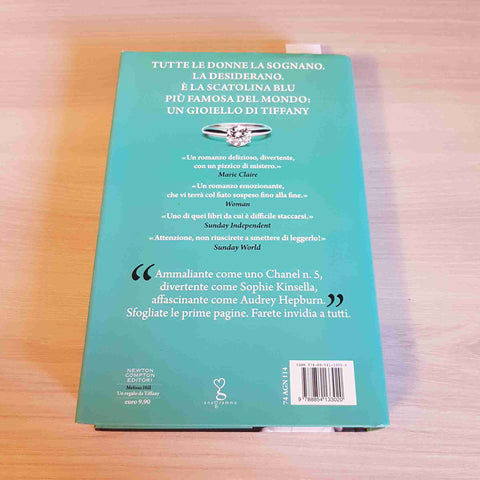 TUTTE LE DONNE LA SOGNANO.
LA DESIDERANO.
È LA SCATOLINA BLU
PIÙ FAMOSA DEL MONDO:
UN GIOIELLO DI TIFFANY
«Un romanzo delizioso, divertente,
con un pizzico di mistero.»
Marie Claire
«Un romanzo emozionante,
che vi terrà col fiato sospeso fino alla fine.»
Woman
«Uno di quei libri da cui è difficile staccarsi.»
Sunday Independent
«Attenzione, non riuscirete a smettere di leggerlo!»
Sunday World
“Ammaliante come uno Chanel n. 5,
divertente come Sophie Kinsella,
affascinante come Audrey Hepburn.”
Sfogliate le prime pagine. Farete invidia a tutti.
NEWTON
COMPTON
EDITORI
Melissa Hill
Un regalo da Tiffany
euro 9,90
anagramma
74 AGN 114
9 788854 133020